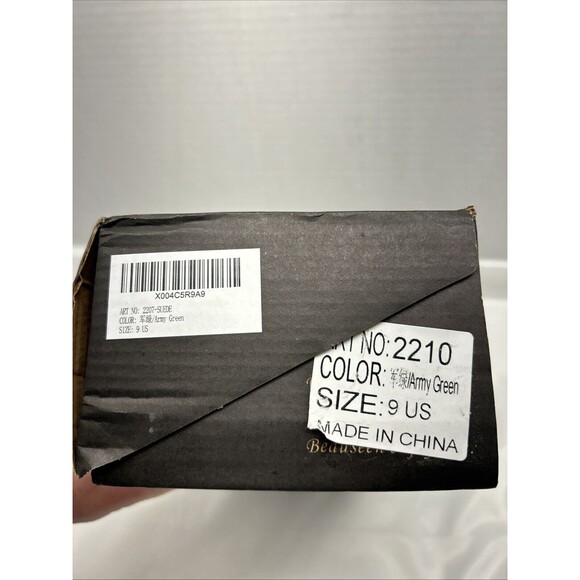 X004C5R9A9
ART NO: 2207-SUEDE
COLOR: 军绿/Army Green
SIZE: 9 US
ART NO: 2210
COLOR: 军绿/Army Green
SIZE: 9 US
MADE IN CHINA
Beauseen